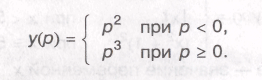 y(p) = { p² при p < 0,
p³ при p ≥ 0.